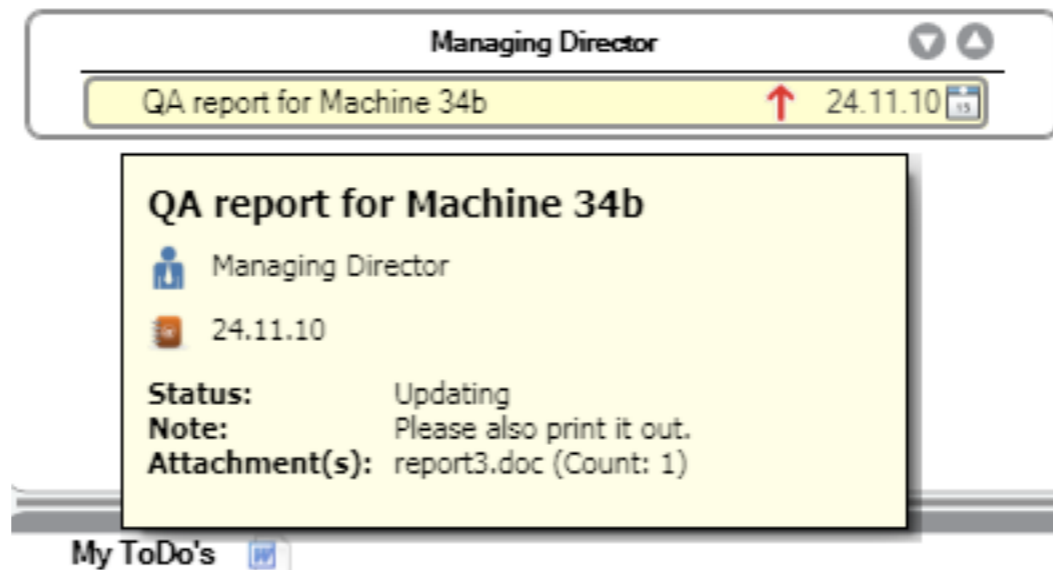 Managing Director
QA report for Machine 34b 24.11.10
QA report for Machine 34b
Managing Director
24.11.10
Status: Updating
Note: Please also print it out.
Attachment(s): report3.doc (Count: 1)
My ToDo's